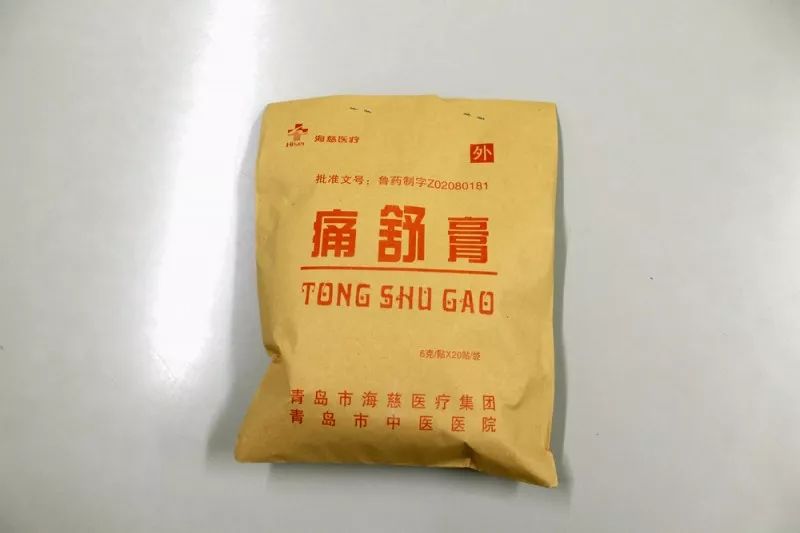 海慈医疗
外
批准文号：鲁药制字Z02080181
痛舒膏
TONG SHU GAO
6克/贴X20贴/袋
青岛市海慈医疗集团
青岛市中医医院